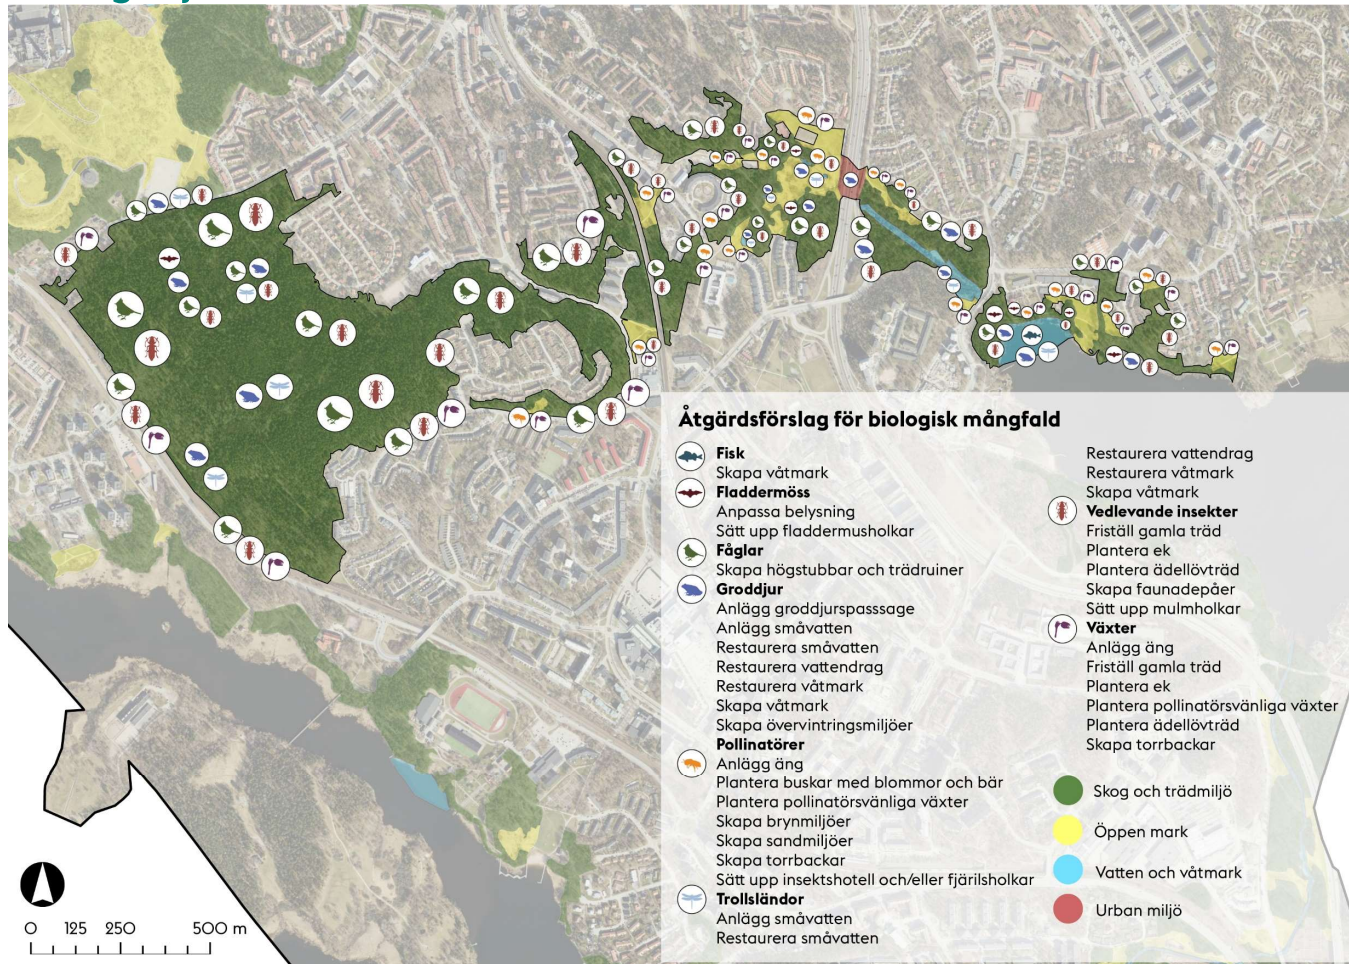 Åtgärdsförslag för biologisk mångfald
Fisk
Skapa våtmark
Fladdermöss
Anpassa belysning
Sätt upp fladdermusholkar
Fåglar
Skapa högstubbar och trädruiner
Groddjur
Anlägg groddjurspasssage
Anlägg småvatten
Restaurera småvatten
Restaurera vattendrag
Restaurera våtmark
Skapa våtmark
Skapa övervintringsmiljöer
Pollinatörer
Anlägg äng
Plantera buskar med blommor och bär
Plantera pollinatörsvänliga växter
Skapa brynmiljöer
Skapa sandmiljöer
Skapa torrbackar
Sätt upp insektshotell och/eller fjärilsholkar
Trollsländor
Anlägg småvatten
Restaurera småvatten
Restaurera vattendrag
Restaurera våtmark
Skapa våtmark
Vedlevande insekter
Friställ gamla träd
Plantera ek
Plantera ädellövträd
Skapa faunadepåer
Sätt upp mulmholkar
Växter
Anlägg äng
Friställ gamla träd
Plantera ek
Plantera pollinatörsvänliga växter
Plantera ädellövträd
Skapa torrbackar
Skog och trädmiljö
Öppen mark
Vatten och våtmark
Urban miljö
0 125 250 500 m